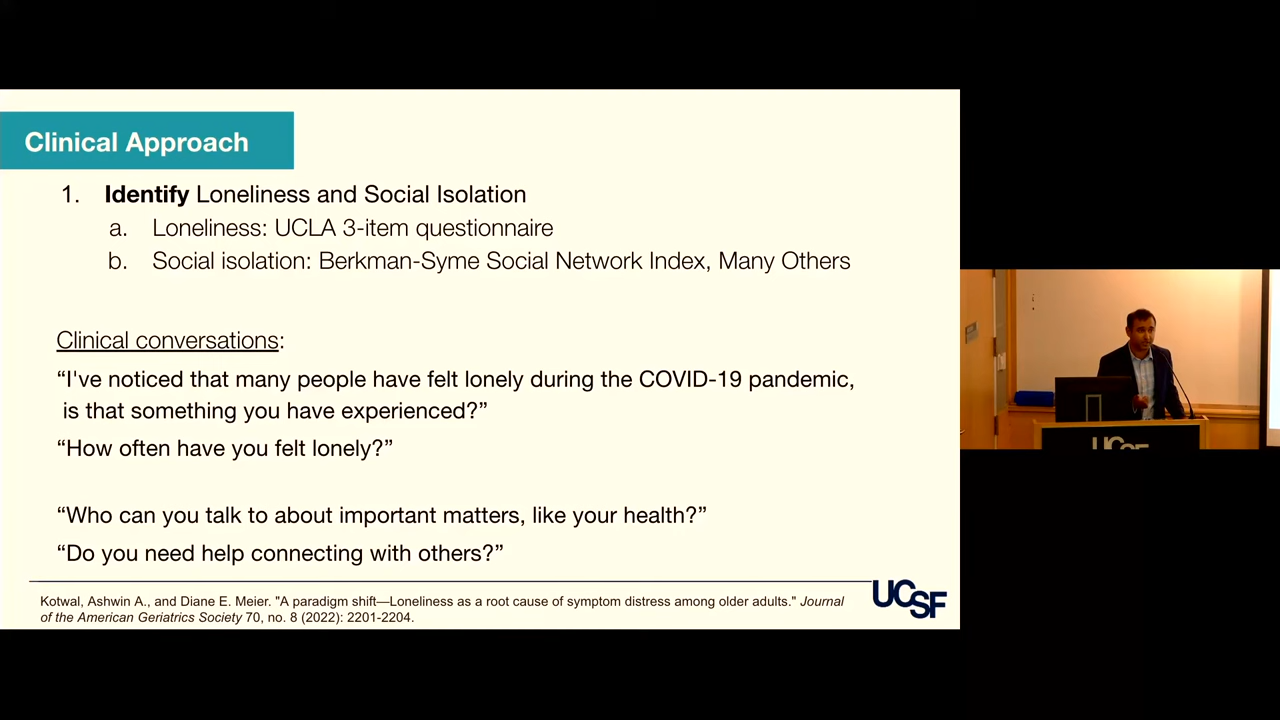 Clinical Approach
1. Identify Loneliness and Social Isolation
a. Loneliness: UCLA 3-item questionnaire
b. Social isolation: Berkman-Syme Social Network Index, Many Others
Clinical conversations:
“I've noticed that many people have felt lonely during the COVID-19 pandemic,
is that something you have experienced?”
“How often have you felt lonely?”
“Who can you talk to about important matters, like your health?”
“Do you need help connecting with others?”
Kotwal, Ashwin A., and Diane E. Meier. "A paradigm shift—Loneliness as a root cause of symptom distress among older adults." Journal
of the American Geriatrics Society 70, no. 8 (2022): 2201-2204.
UCSF
UCSF